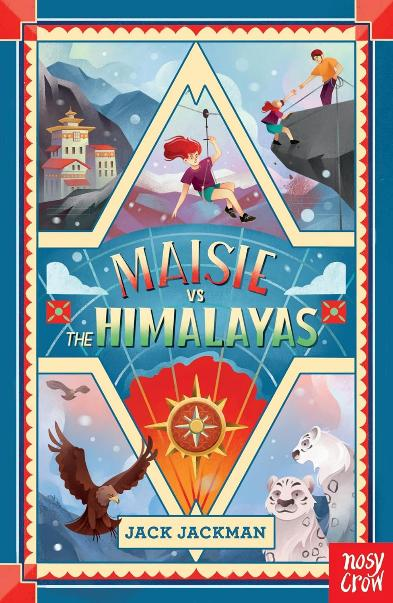 MAISIE
VS
THE HIMALAYAS
JACK JACKMAN
nosy
crow